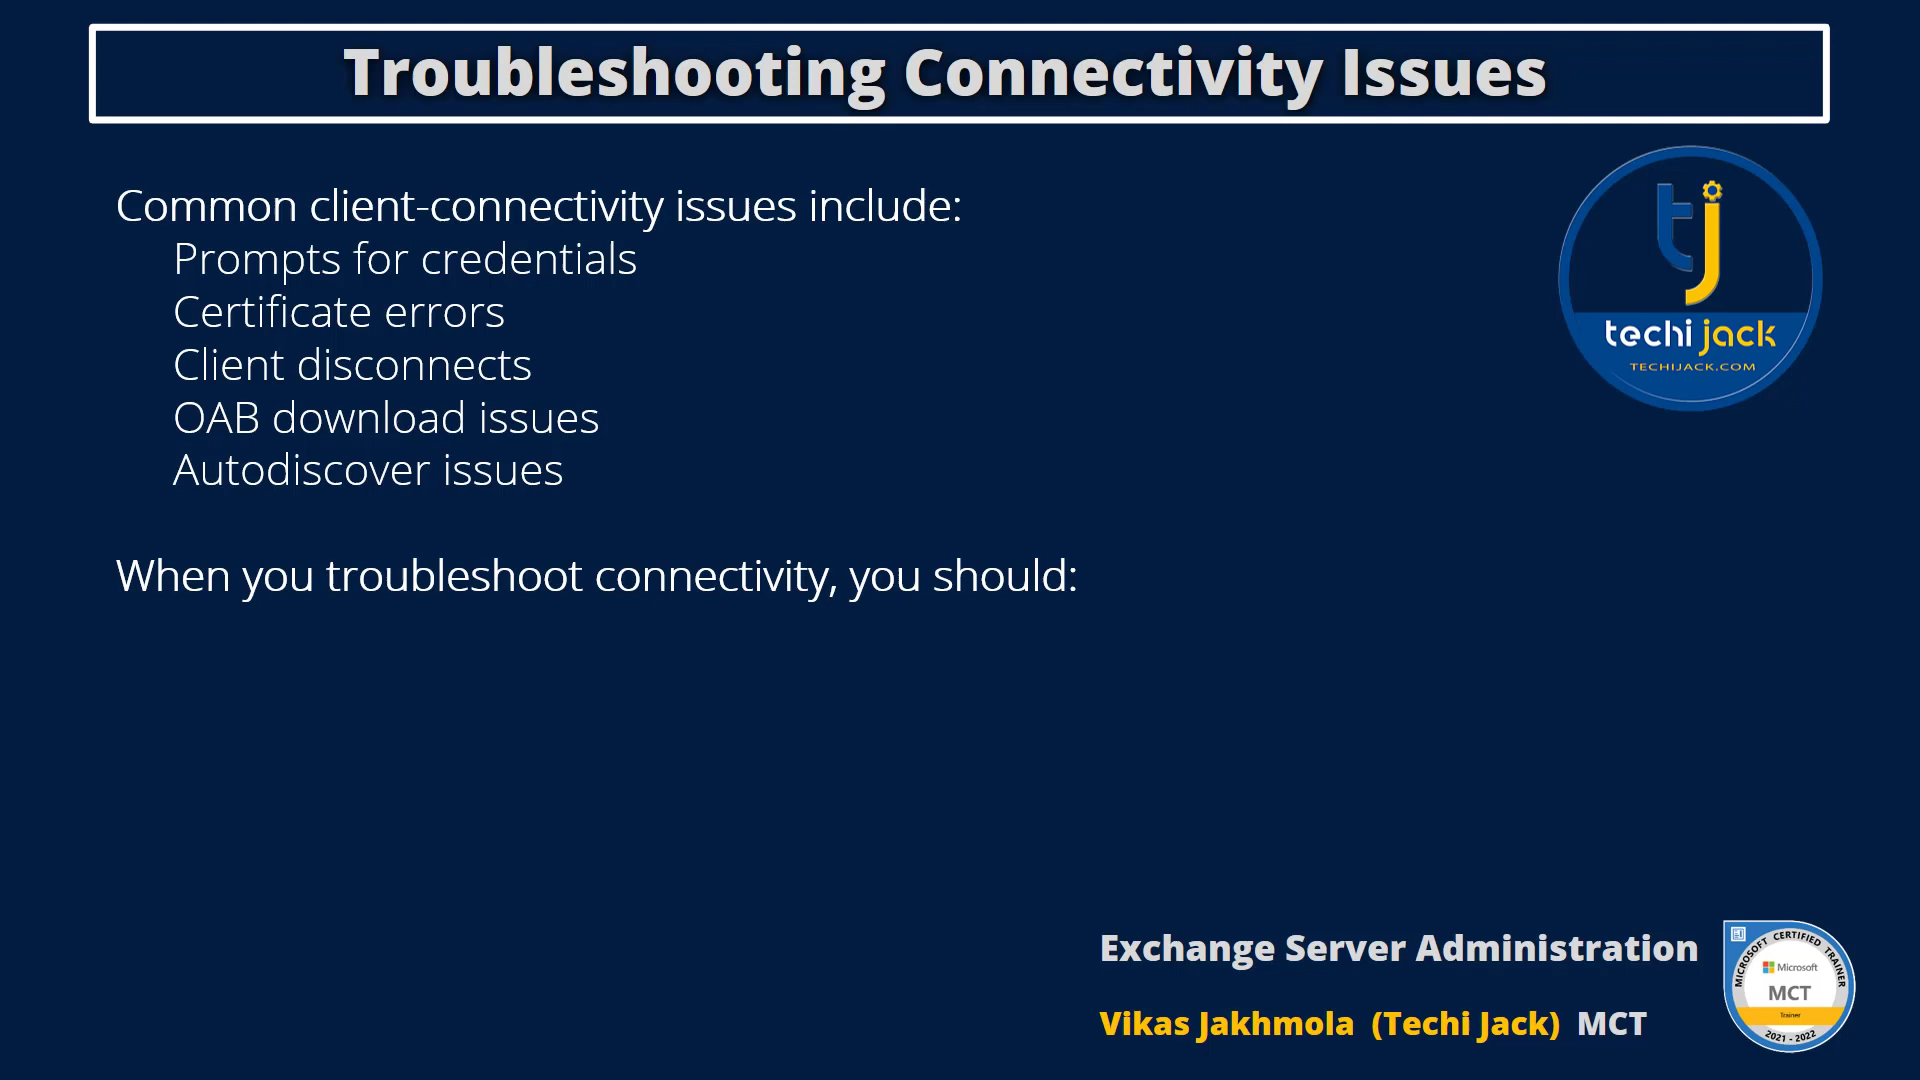 Troubleshooting Connectivity Issues
Common client-connectivity issues include:
Prompts for credentials
Certificate errors
Client disconnects
OAB download issues
Autodiscover issues
When you troubleshoot connectivity, you should:
tj
techi jack
TECHIJACK.COM
Exchange Server Administration
Vikas Jakhmola (Techi Jack) MCT
MICROSOFT CERTIFIED TRAINER
Microsoft
MCT
Trainer
2021 - 2022